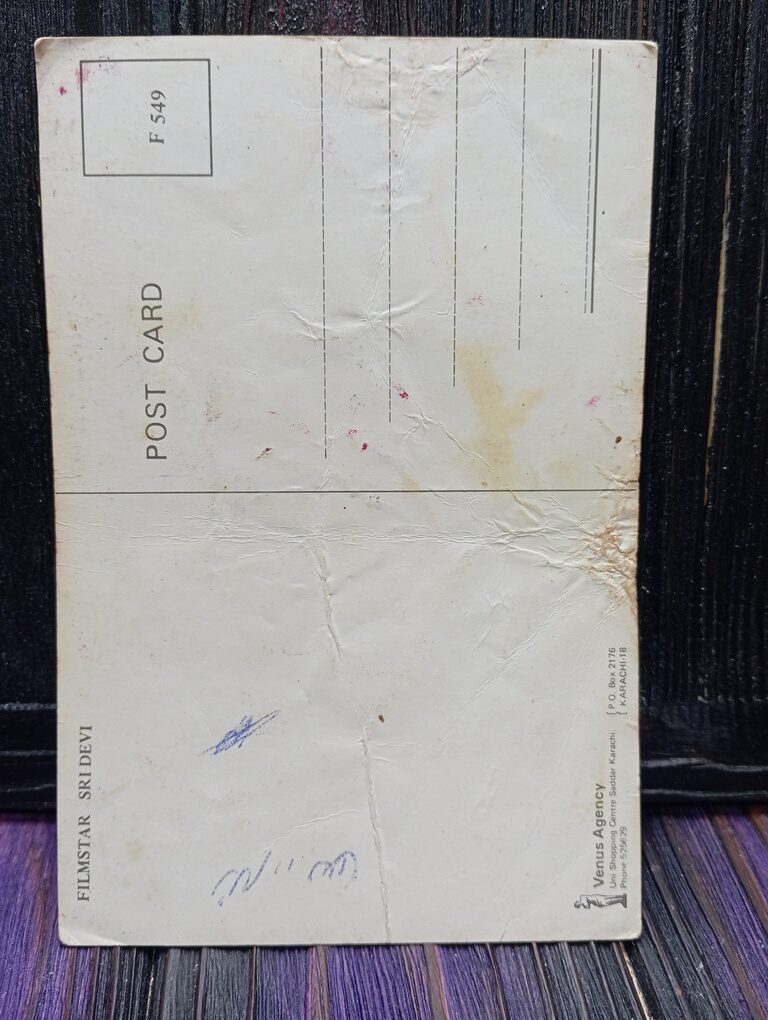 FILMSTAR SRI DEVI
POST CARD
F 549
Venus Agency
Uni Shopping Centre Saddar Karachi.
Phone 525629
P.O. Box 2176
KARACHI-18